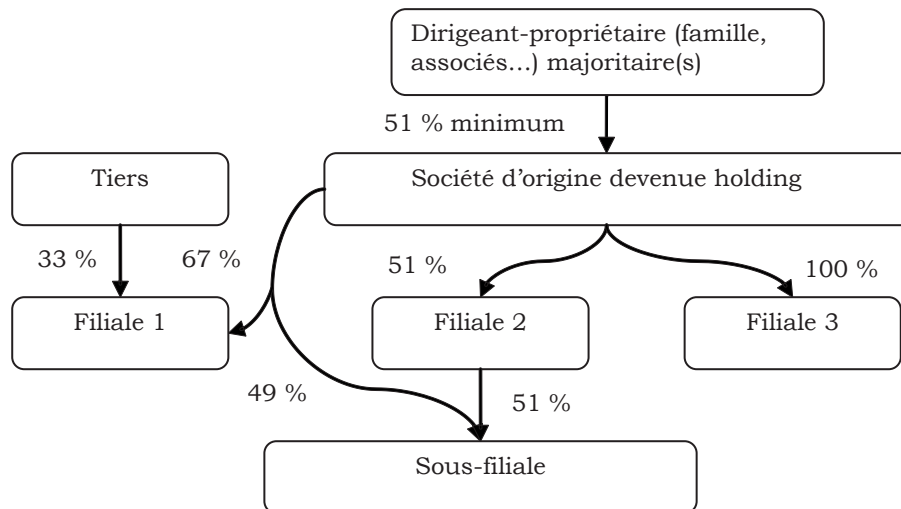 Dirigeant-propriétaire (famille,
associés…) majoritaire(s)
51 % minimum
Tiers
Société d’origine devenue holding
33 %
67 %
51 %
100 %
Filiale 1
Filiale 2
Filiale 3
49 %
51 %
Sous-filiale